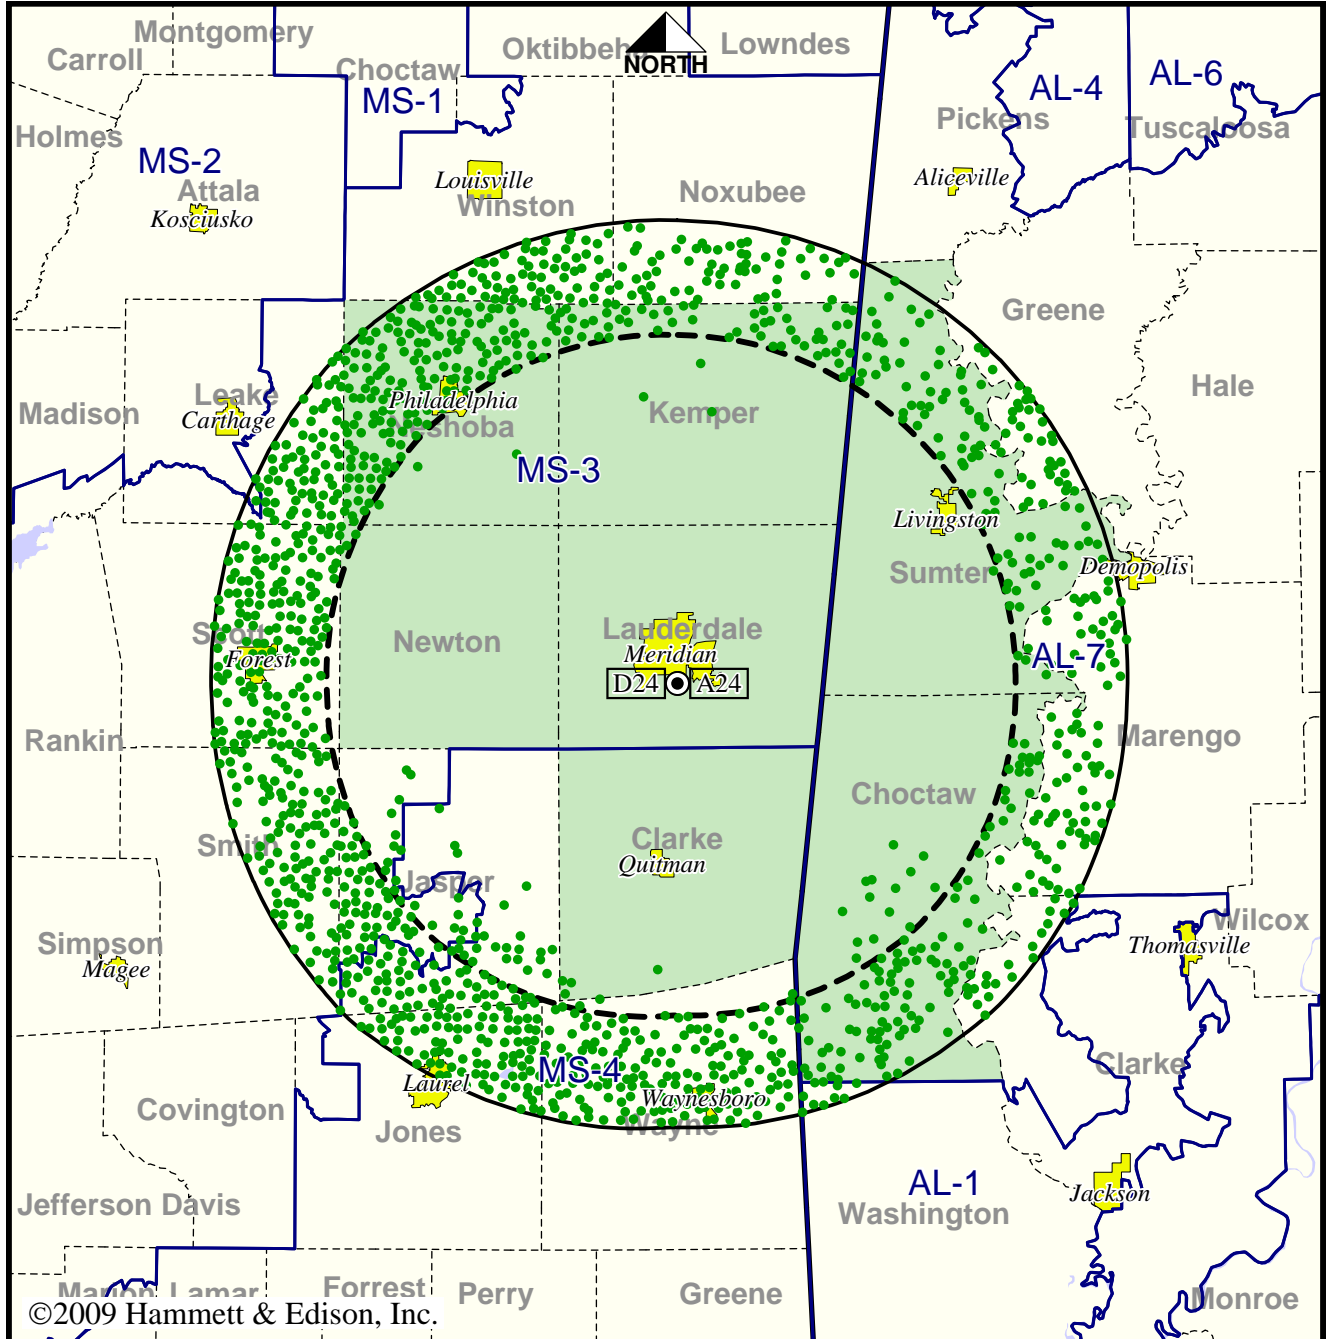 Montgomery
Carroll
Choctaw
Oktibbeha
Lowndes
NORTH
MS-1
AL-4
AL-6
Pickens
Tuscaloosa
Holmes
MS-2
Attala
Kosciusko
Louisville
Winston
Noxubee
Aliceville
Greene
Leake
Carthage
Madison
Philadelphia
Neshoba
Kemper
Hale
MS-3
Livingston
Sumter
Demopolis
Scott
Forest
Newton
Lauderdale
Meridian
D24
A24
AL-7
Rankin
Marengo
Choctaw
Smith
Clarke
Quitman
Jasper
Simpson
Magee
Wilcox
Thomasville
MS-4
Laurel
Waynesboro
Wayne
Clarke
Covington
Jones
AL-1
Washington
Jackson
Jefferson Davis
Marion
Lamar
Forrest
Perry
Greene
Monroe
©2009 Hammett & Edison, Inc.